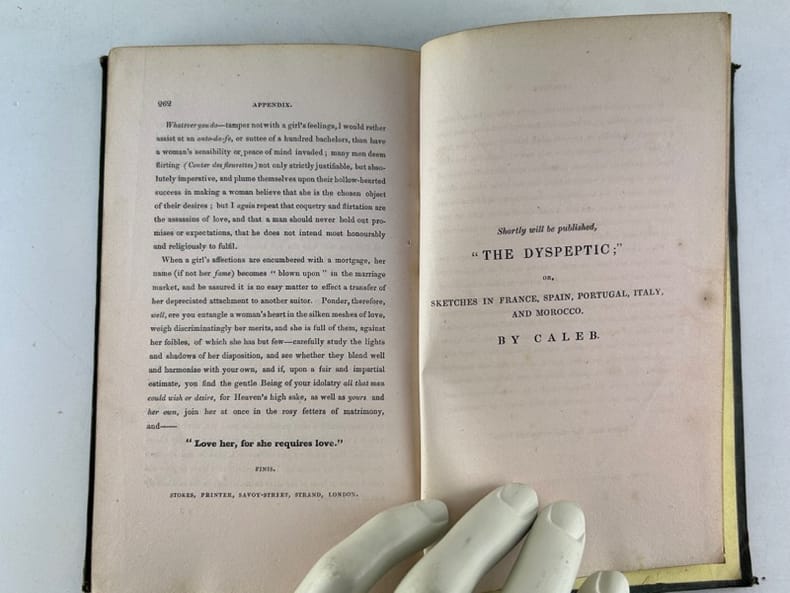 262 APPENDIX.
Whatever you do—tamper not with a girl's feelings, I would rather
assist at an auto-da-fe, or suttee of a hundred bachelors, than have
a woman's sensibility or peace of mind invaded; many men deem
flirting (Conter des fleurettes) not only strictly justifiable, but abso-
lutely imperative, and plume themselves upon their hollow-hearted
success in making a woman believe that she is the chosen object
of their desires; but I again repeat that coquetry and flirtation are
the assassins of love, and that a man should never hold out pro-
mises or expectations, that he does not intend most honourably
and religiously to fulfil.
When a girl's affections are encumbered with a mortgage, her
name (if not her fame) becomes "blown upon" in the marriage
market, and be assured it is no easy matter to effect a transfer of
her depreciated attachment to another suitor. Ponder, therefore,
well, ere you entangle a woman's heart in the silken meshes of love,
weigh discriminatingly her merits, and she is full of them, against
her foibles, of which she has but few—carefully study the lights
and shadows of her disposition, and see whether they blend well
and harmonise with your own, and if, upon a fair and impartial
estimate, you find the gentle Being of your idolatry all that man
could wish or desire, for Heaven's high sake, as well as yours and
her own, join her at once in the rosy fetters of matrimony,
and——
"Love her, for she requires love."
FINIS.
STOKES, PRINTER, SAVOY-STREET, STRAND, LONDON.
Shortly will be published,
"THE DYSPEPTIC;"
OR,
SKETCHES IN FRANCE, SPAIN, PORTUGAL, ITALY,
AND MOROCCO.
BY CALEB.